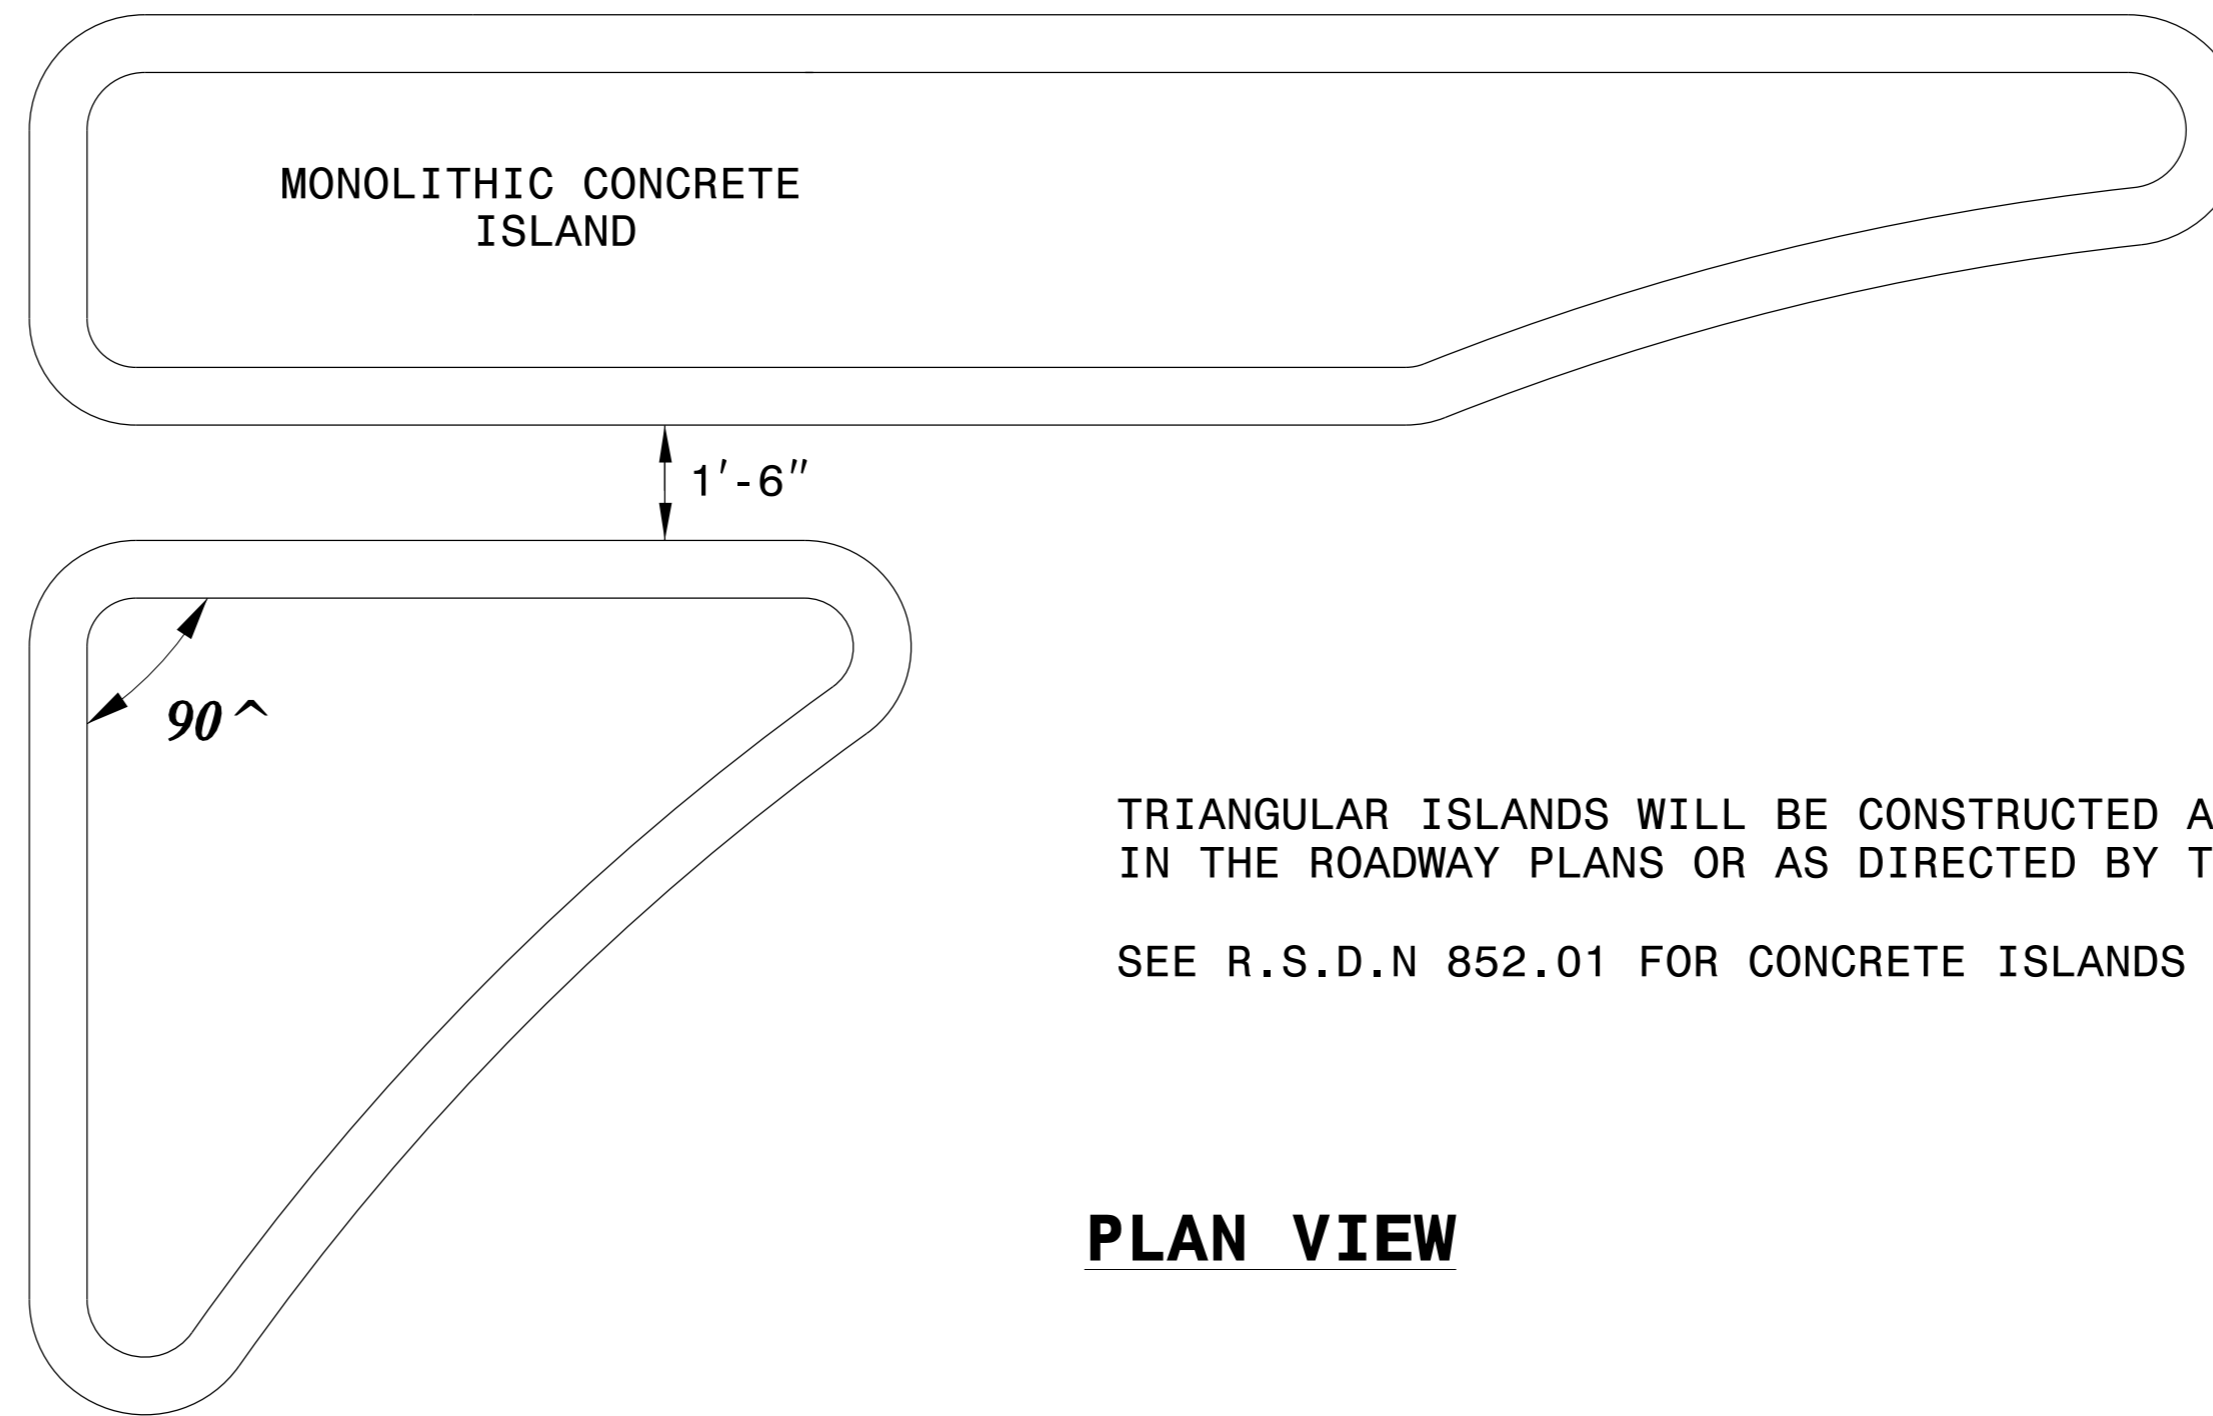 MONOLITHIC CONCRETE
ISLAND
1'-6"
90^
TRIANGULAR ISLANDS WILL BE CONSTRUCTED A
IN THE ROADWAY PLANS OR AS DIRECTED BY T
SEE R.S.D.N 852.01 FOR CONCRETE ISLANDS
PLAN VIEW